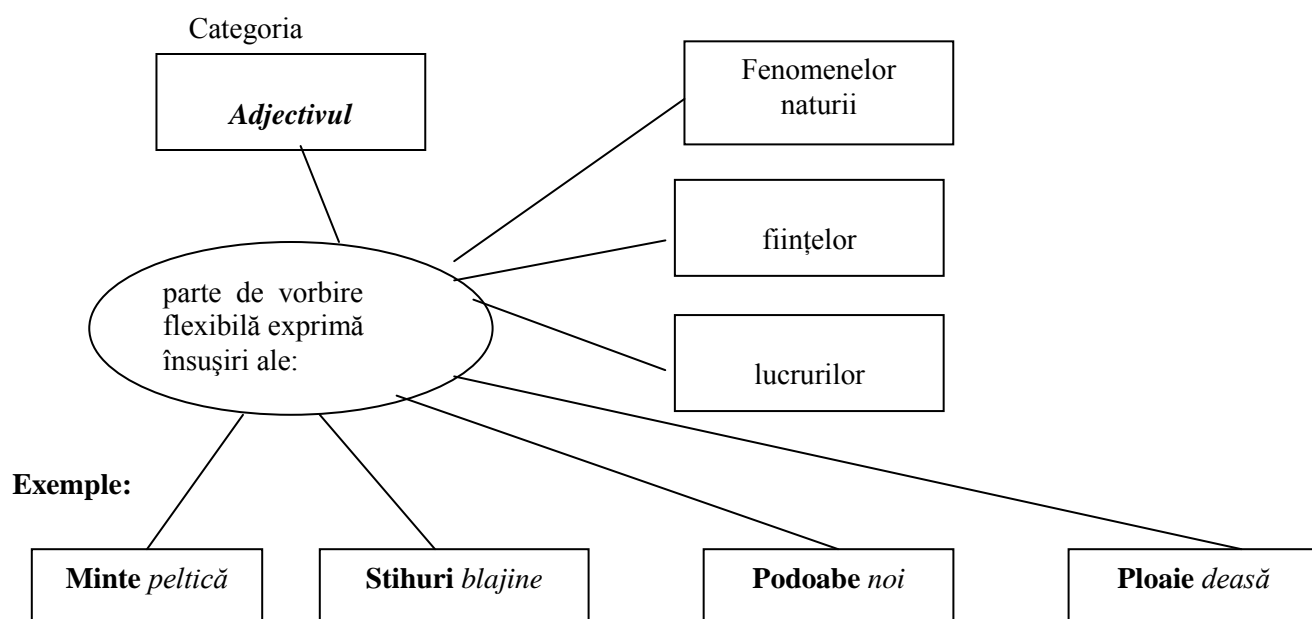 Categoria
Adjectivul
Fenomenelor
naturii
ființelor
lucrurilor
parte de vorbire
flexibilă exprimă
însuşiri ale:
Exemple:
Minte peltică
Stihuri blajine
Podoabe noi
Ploaie deasă